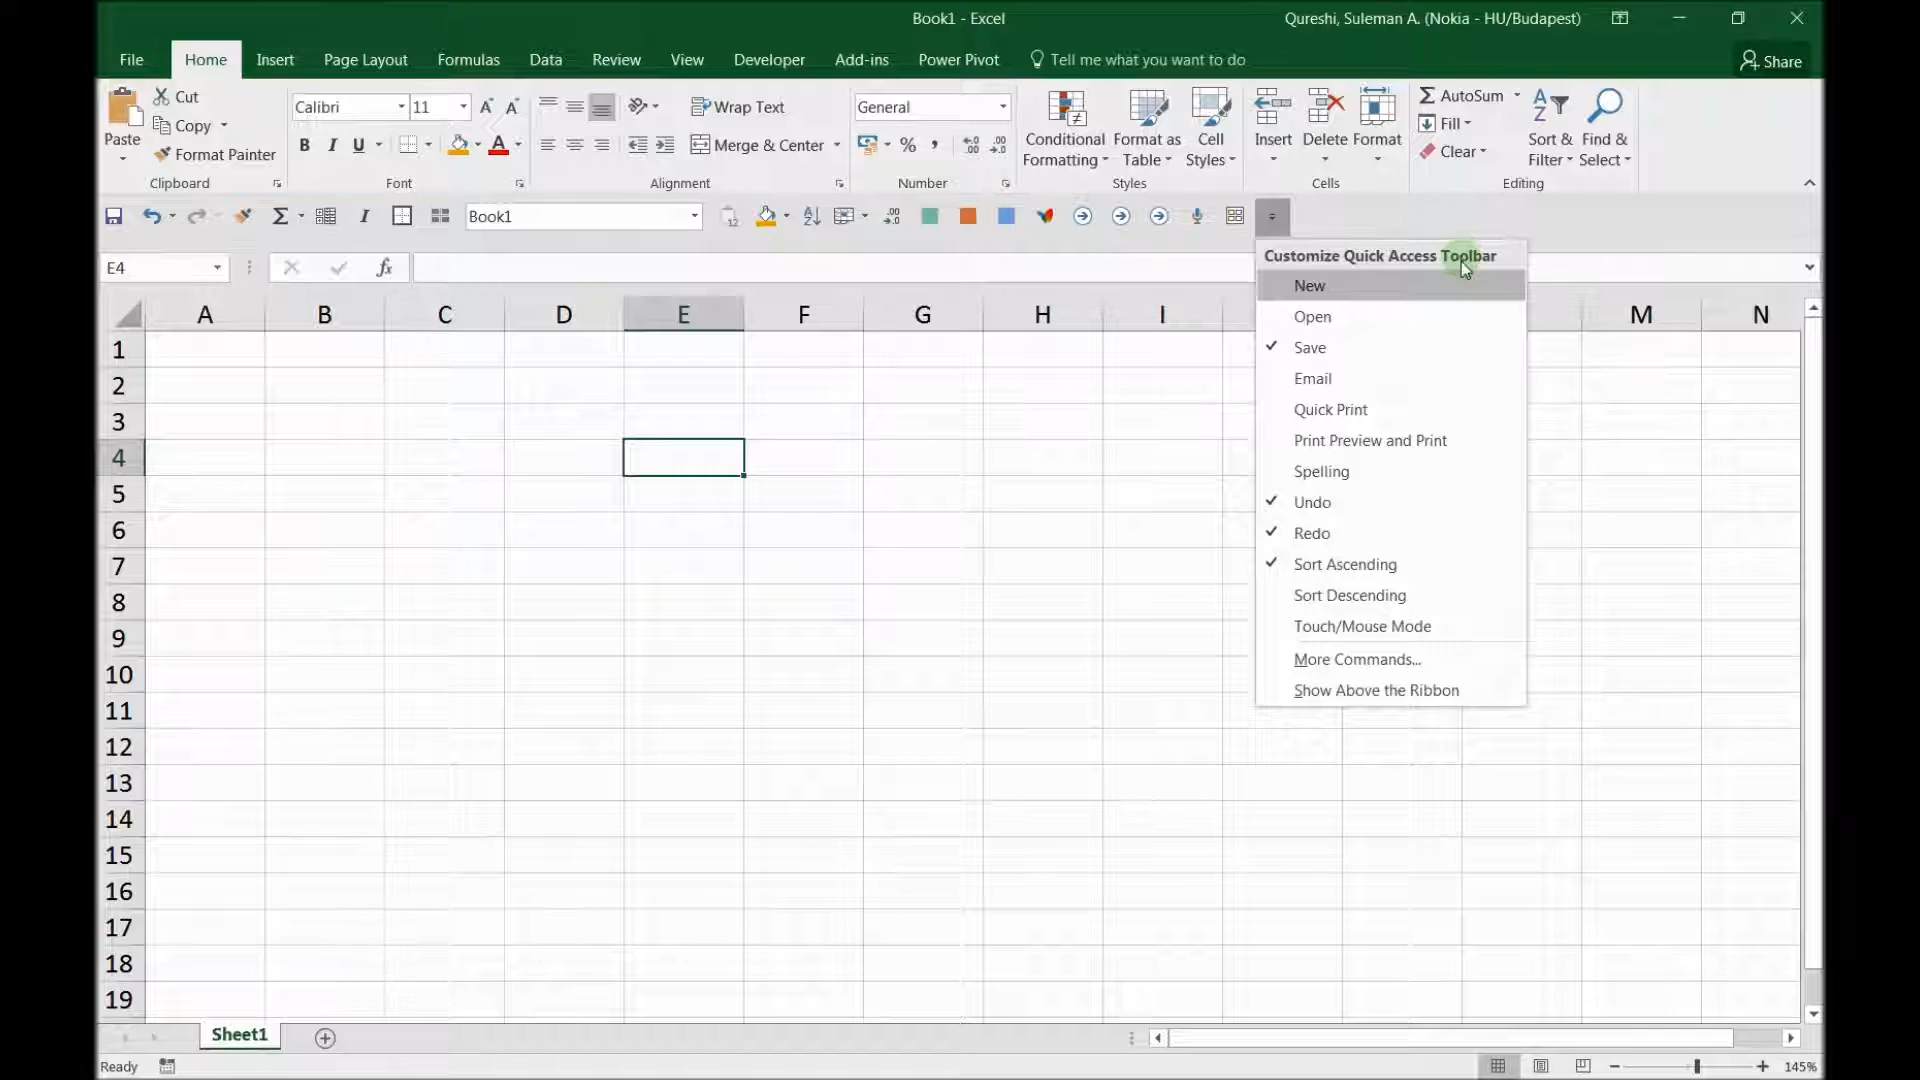 Book1 - Excel
Qureshi, Suleman A. (Nokia - HU/Budapest)
File Home Insert Page Layout Formulas Data Review View Developer Add-ins Power Pivot Tell me what you want to do Share
Paste
Cut
Copy
Format Painter
Clipboard
Calibri 11
B I U
Font
Wrap Text
Merge & Center
Alignment
General
% ,
Number
Conditional Formatting
Format as Table
Cell Styles
Styles
Insert
Delete
Format
Cells
AutoSum
Fill
Clear
Sort & Filter
Find & Select
Editing
Book1
E4
fx
Customize Quick Access Toolbar
New
Open
Save
Email
Quick Print
Print Preview and Print
Spelling
Undo
Redo
Sort Ascending
Sort Descending
Touch/Mouse Mode
More Commands...
Show Above the Ribbon
A B C D E F G H I M N
1
2
3
4
5
6
7
8
9
10
11
12
13
14
15
16
17
18
19
Sheet1
Ready
145%